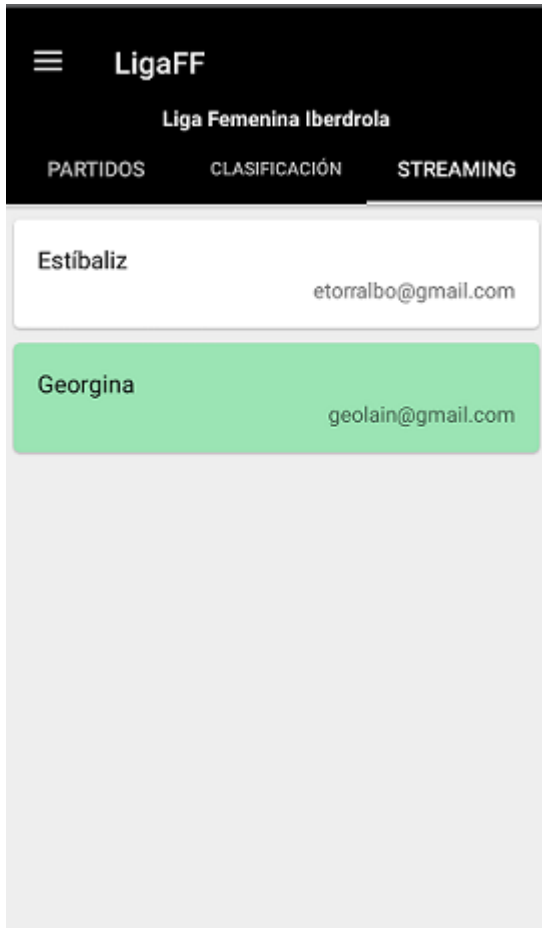 LigaFF
Liga Femenina Iberdrola
PARTIDOS CLASIFICACIÓN STREAMING
Estíbaliz
etorralbo@gmail.com
Georgina
geolain@gmail.com